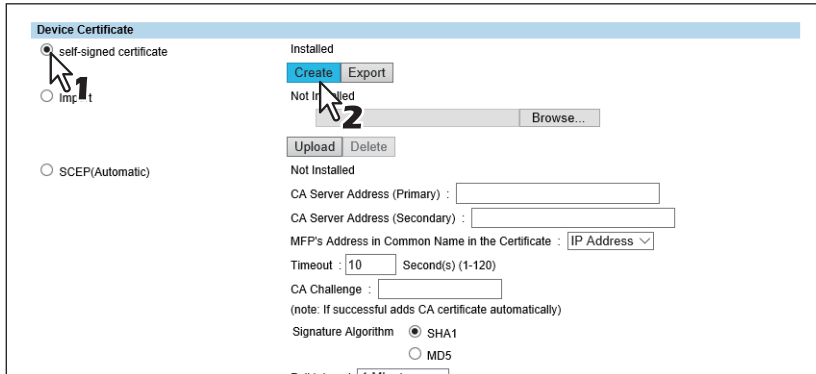 Device Certificate
self-signed certificate Installed
1
Create Export
2
Not Installed
Browse...
Upload Delete
SCEP(Automatic) Not Installed
CA Server Address (Primary) :
CA Server Address (Secondary) :
MFP's Address in Common Name in the Certificate : IP Address
Timeout : 10 Second(s) (1-120)
CA Challenge :
(note: If successful adds CA certificate automatically)
Signature Algorithm SHA1
MD5